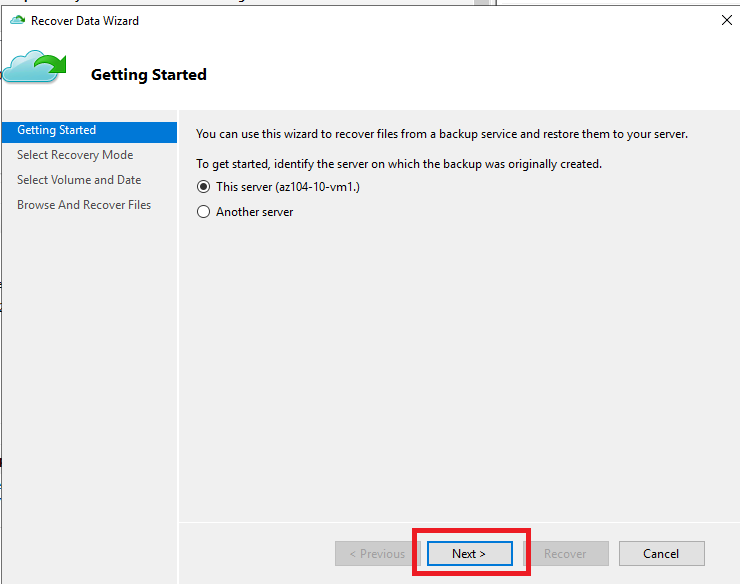 Recover Data Wizard
Getting Started
Getting Started
Select Recovery Mode
Select Volume and Date
Browse And Recover Files
You can use this wizard to recover files from a backup service and restore them to your server.
To get started, identify the server on which the backup was originally created.
This server (az104-10-vm1.)
Another server
< Previous
Next >
Recover
Cancel